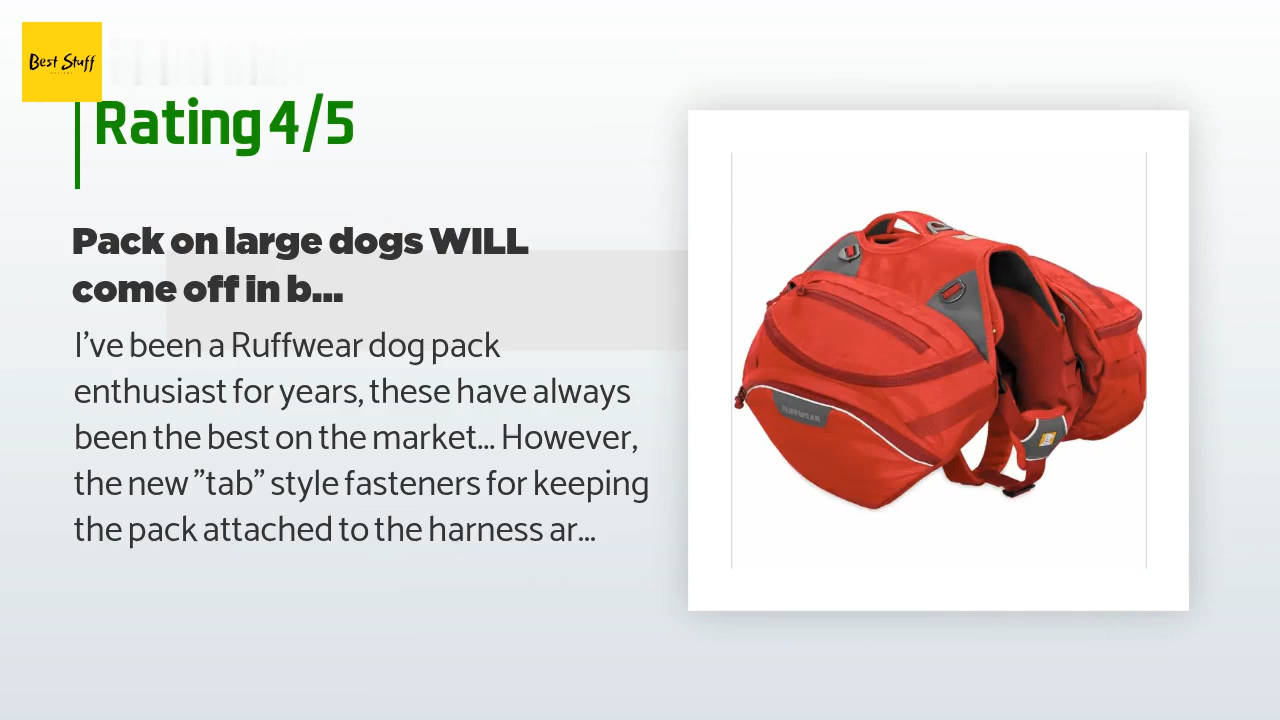 Best Stuff
Rating 4/5
Pack on large dogs WILL
come off in b...
I've been a Ruffwear dog pack
enthusiast for years, these have always
been the best on the market... However,
the new "tab" style fasteners for keeping
the pack attached to the harness ar...
RUFFWEAR